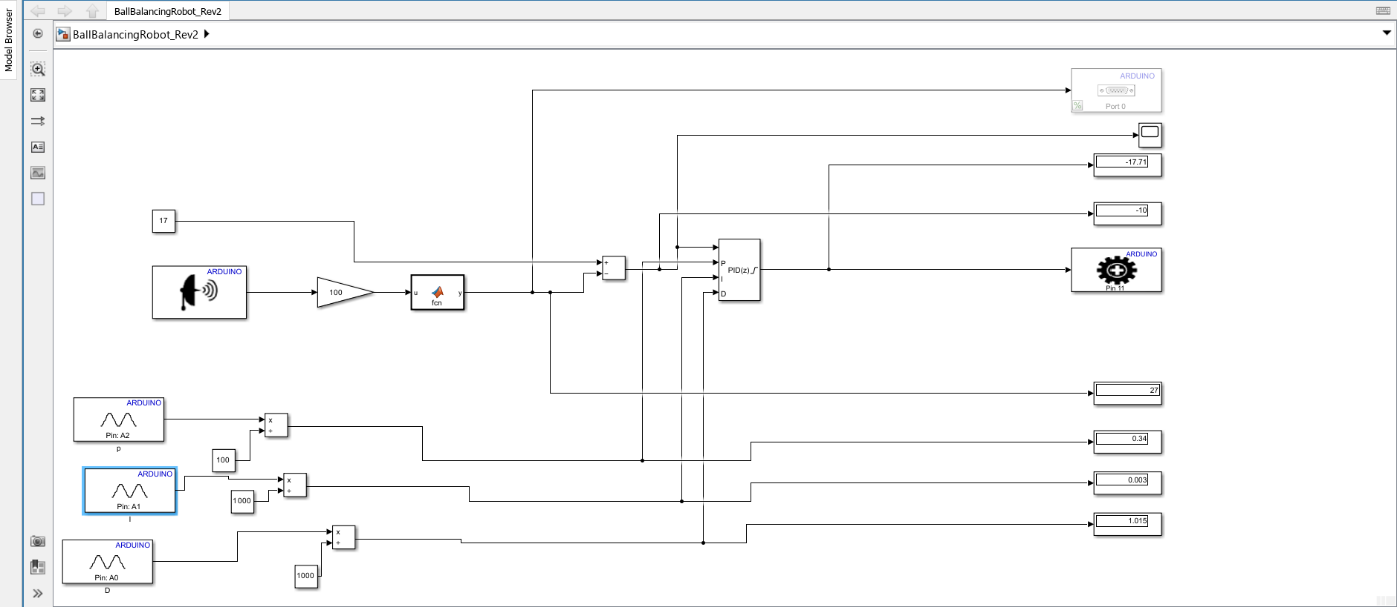 BallBalancingRobot_Rev2
Model Browser
BallBalancingRobot_Rev2
ARDUINO
Port 0
-17.71
-10
17
ARDUINO
100
u
fcn
y
+
−
P
I
D
PID(z)
ARDUINO
Pin 11
27
ARDUINO
Pin: A2
P
x
÷
100
0.34
ARDUINO
Pin: A1
I
x
÷
1000
0.003
ARDUINO
Pin: A0
D
x
÷
1000
1.015